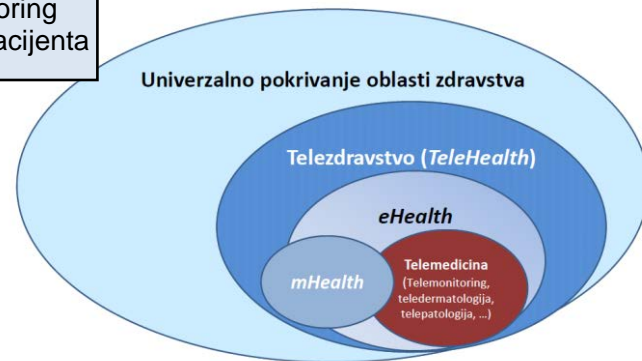 oring
acijenta
Univerzalno pokrivanje oblasti zdravstva
Telezdravstvo (TeleHealth)
eHealth
mHealth
Telemedicina
(Telemonitoring,
teledermatologija,
telepatologija, ...)